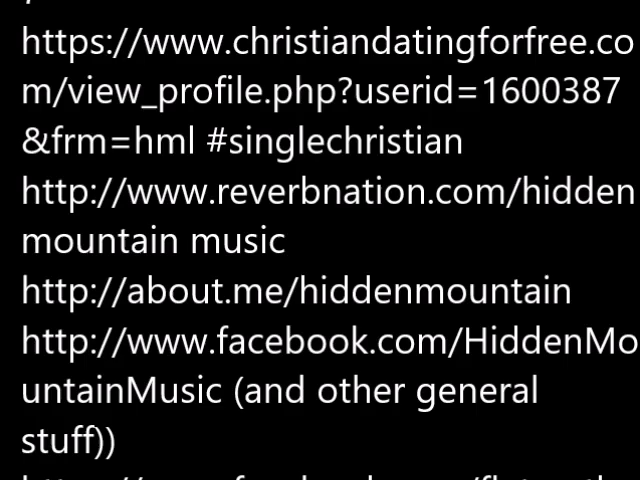 https://www.christiandatingforfree.co
m/view_profile.php?userid=1600387
&frm=hml #singlechristian
http://www.reverbnation.com/hidden
mountain music
http://about.me/hiddenmountain
http://www.facebook.com/HiddenMo
untainMusic (and other general
stuff))